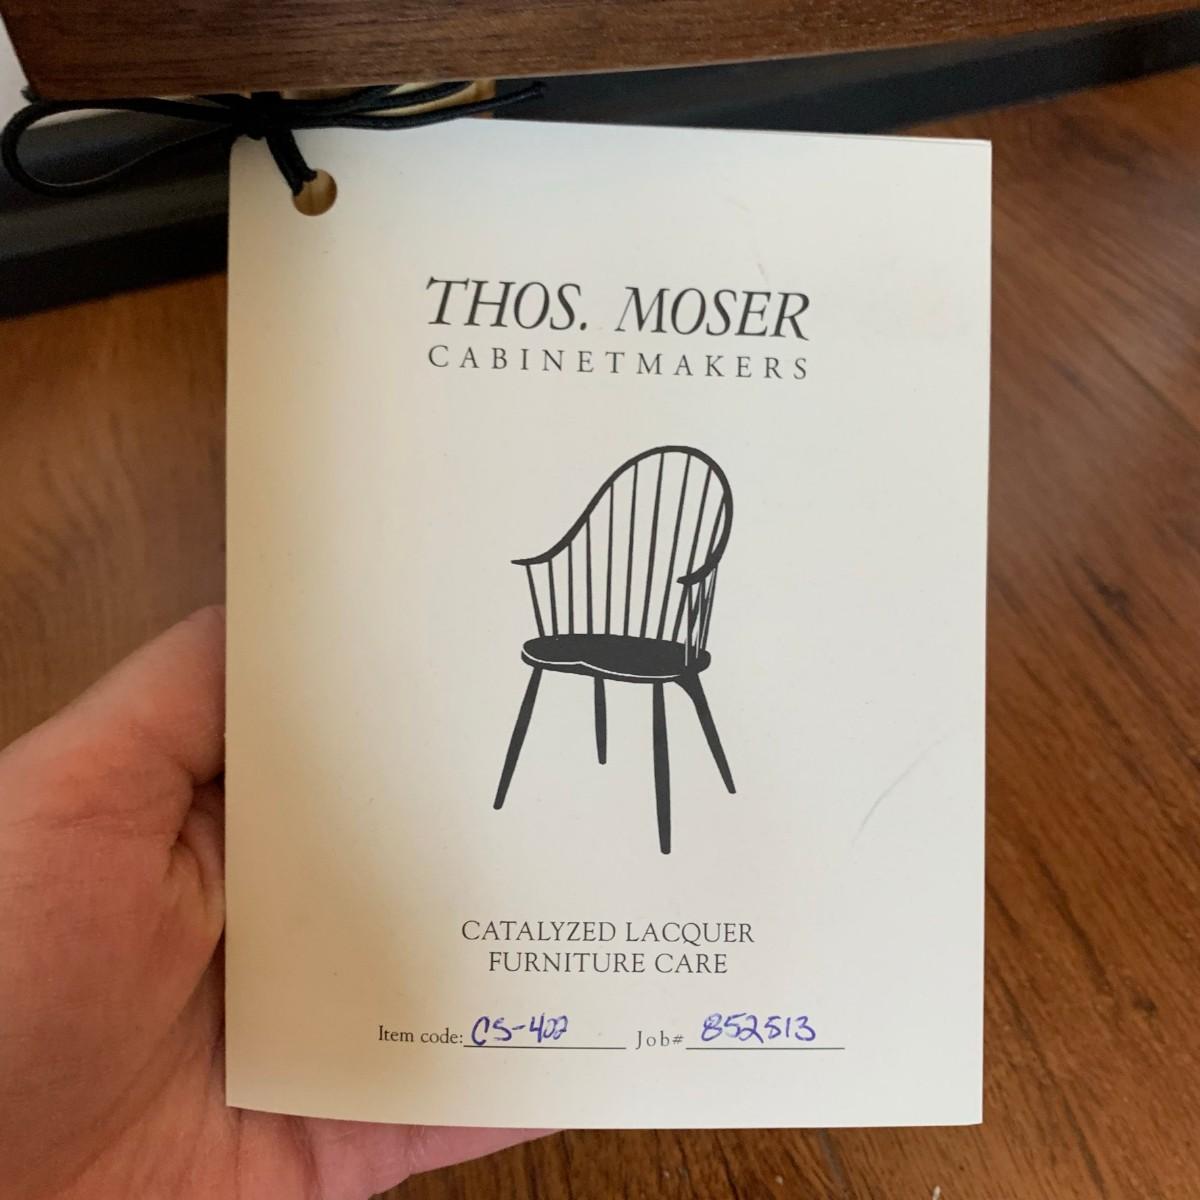 THOS. MOSER
CABINETMAKERS
CATALYZED LACQUER
FURNITURE CARE
Item code: CS-402 Job# 852513